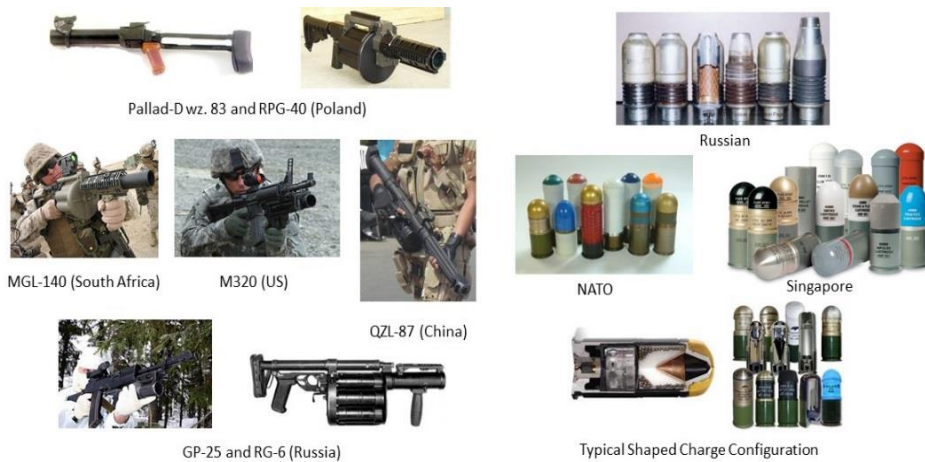 Pallad-D wz. 83 and RPG-40 (Poland)
Russian
MGL-140 (South Africa)
M320 (US)
NATO
Singapore
QZL-87 (China)
GP-25 and RG-6 (Russia)
Typical Shaped Charge Configuration